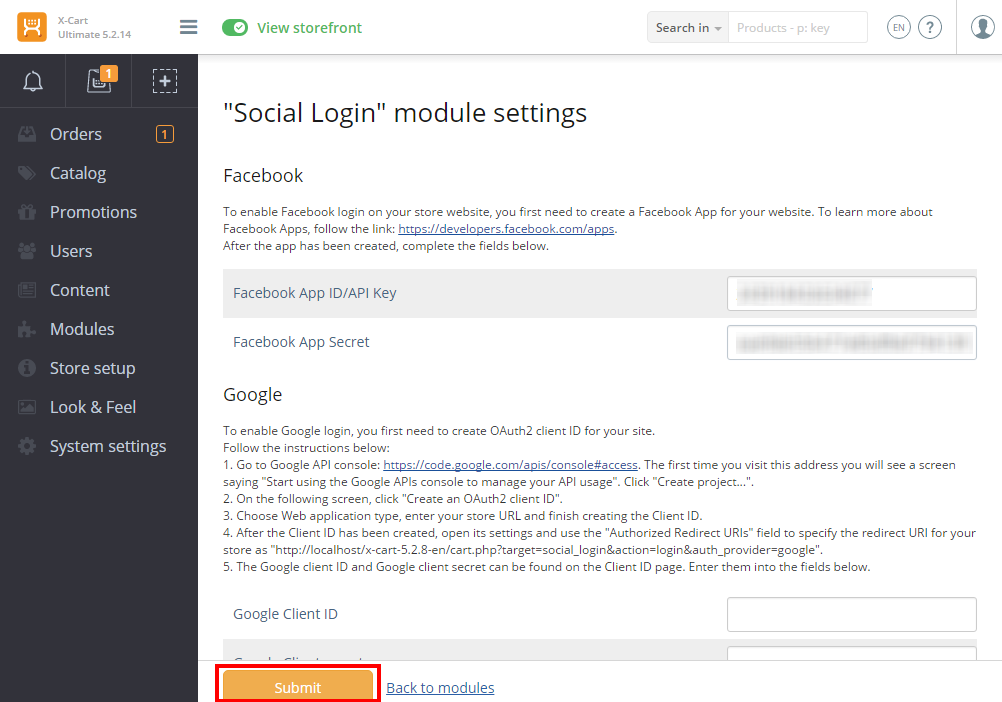 X-Cart
Ultimate 5.2.14
View storefront
Search in
Products - p: key
EN
?
1
Orders
1
Catalog
Promotions
Users
Content
Modules
Store setup
Look & Feel
System settings
"Social Login" module settings
Facebook
To enable Facebook login on your store website, you first need to create a Facebook App for your website. To learn more about
Facebook Apps, follow the link: https://developers.facebook.com/apps.
After the app has been created, complete the fields below.
Facebook App ID/API Key
Facebook App Secret
Google
To enable Google login, you first need to create OAuth2 client ID for your site.
Follow the instructions below:
1. Go to Google API console: https://code.google.com/apis/console#access. The first time you visit this address you will see a screen
saying "Start using the Google APIs console to manage your API usage". Click "Create project...".
2. On the following screen, click "Create an OAuth2 client ID".
3. Choose Web application type, enter your store URL and finish creating the Client ID.
4. After the Client ID has been created, open its settings and use the "Authorized Redirect URIs" field to specify the redirect URI for your
store as "http://localhost/x-cart-5.2.8-en/cart.php?target=social_login&action=login&auth_provider=google".
5. The Google client ID and Google client secret can be found on the Client ID page. Enter them into the fields below.
Google Client ID
Submit
Back to modules